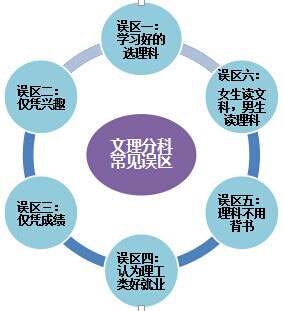 误区一：
学习好的
选理科
误区二：
仅凭兴趣
误区六：
女生读文
科，男生
读理科
文理分科
常见误区
误区三：
仅凭成绩
误区五：
理科不用
背书
误区四：
认为理工
类好就业